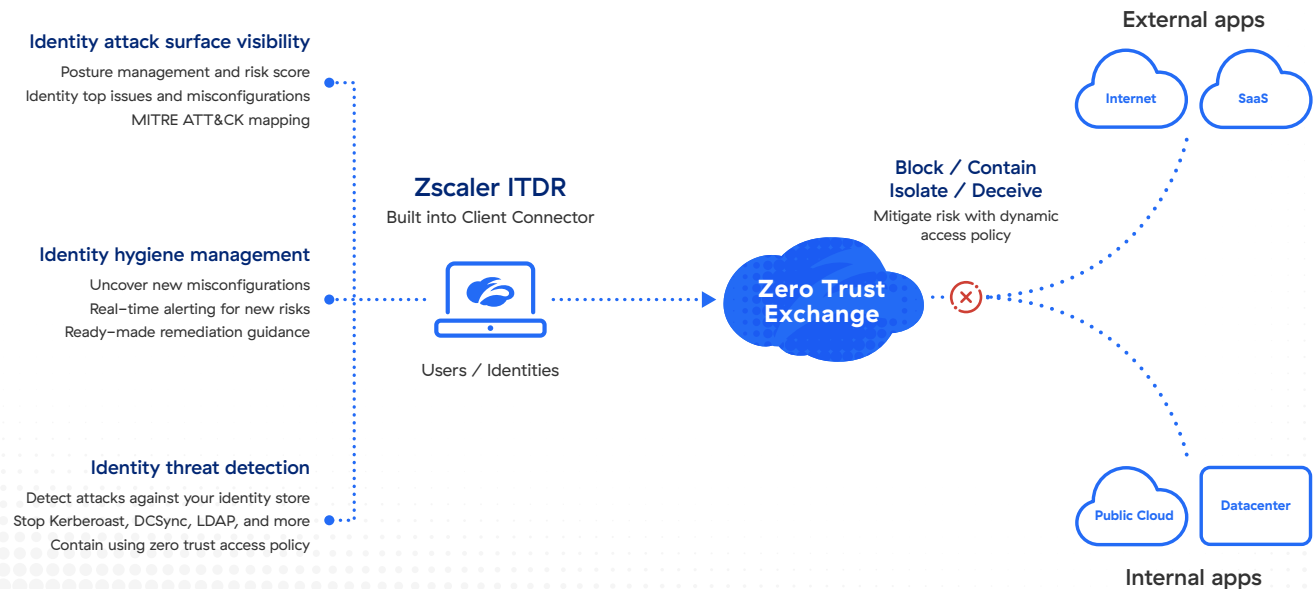 Identity attack surface visibility
Posture management and risk score
Identity top issues and misconfigurations
MITRE ATT&CK mapping
Identity hygiene management
Uncover new misconfigurations
Real-time alerting for new risks
Ready-made remediation guidance
Identity threat detection
Detect attacks against your identity store
Stop Kerberoast, DCSync, LDAP, and more
Contain using zero trust access policy
Zscaler ITDR
Built into Client Connector
Users / Identities
Zero Trust
Exchange
Block / Contain
Isolate / Deceive
Mitigate risk with dynamic
access policy
External apps
Internet
SaaS
Public Cloud
Datacenter
Internal apps